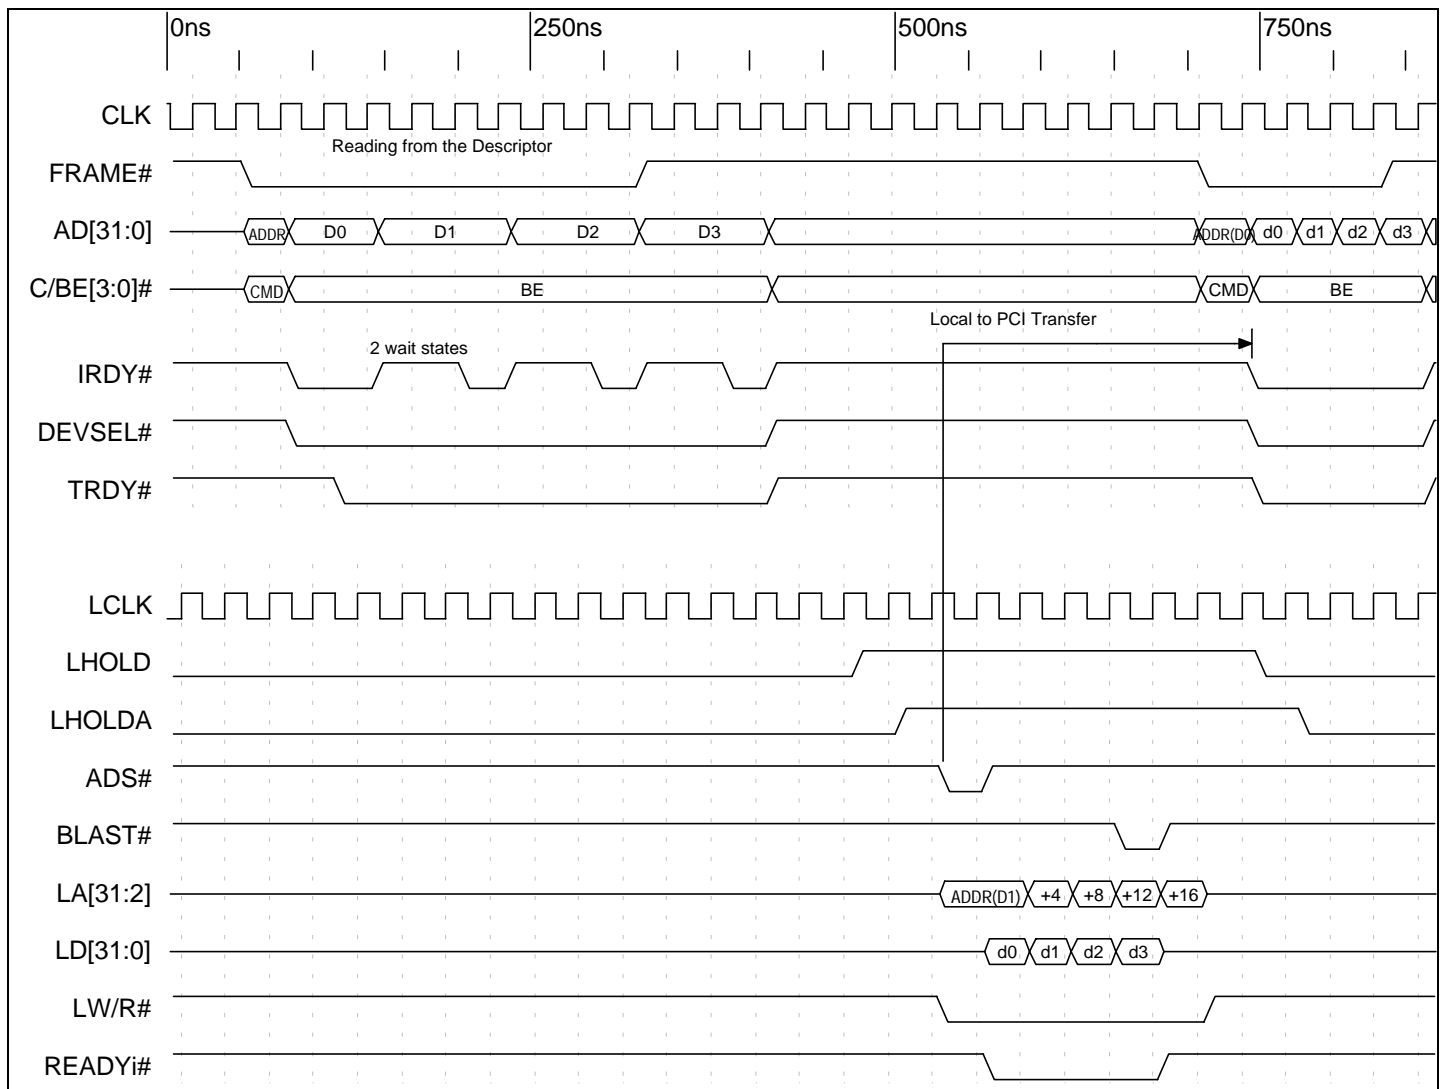 0ns 250ns 500ns 750ns
CLK
Reading from the Descriptor
FRAME#
AD[31:0] ADDR D0 D1 D2 D3 ADDR(D0) d0 d1 d2 d3
C/BE[3:0]# CMD BE CMD BE
Local to PCI Transfer
2 wait states
IRDY#
DEVSEL#
TRDY#
LCLK
LHOLD
LHOLDA
ADS#
BLAST#
LA[31:2] ADDR(D1) +4 +8 +12 +16
LD[31:0] d0 d1 d2 d3
LW/R#
READYi#